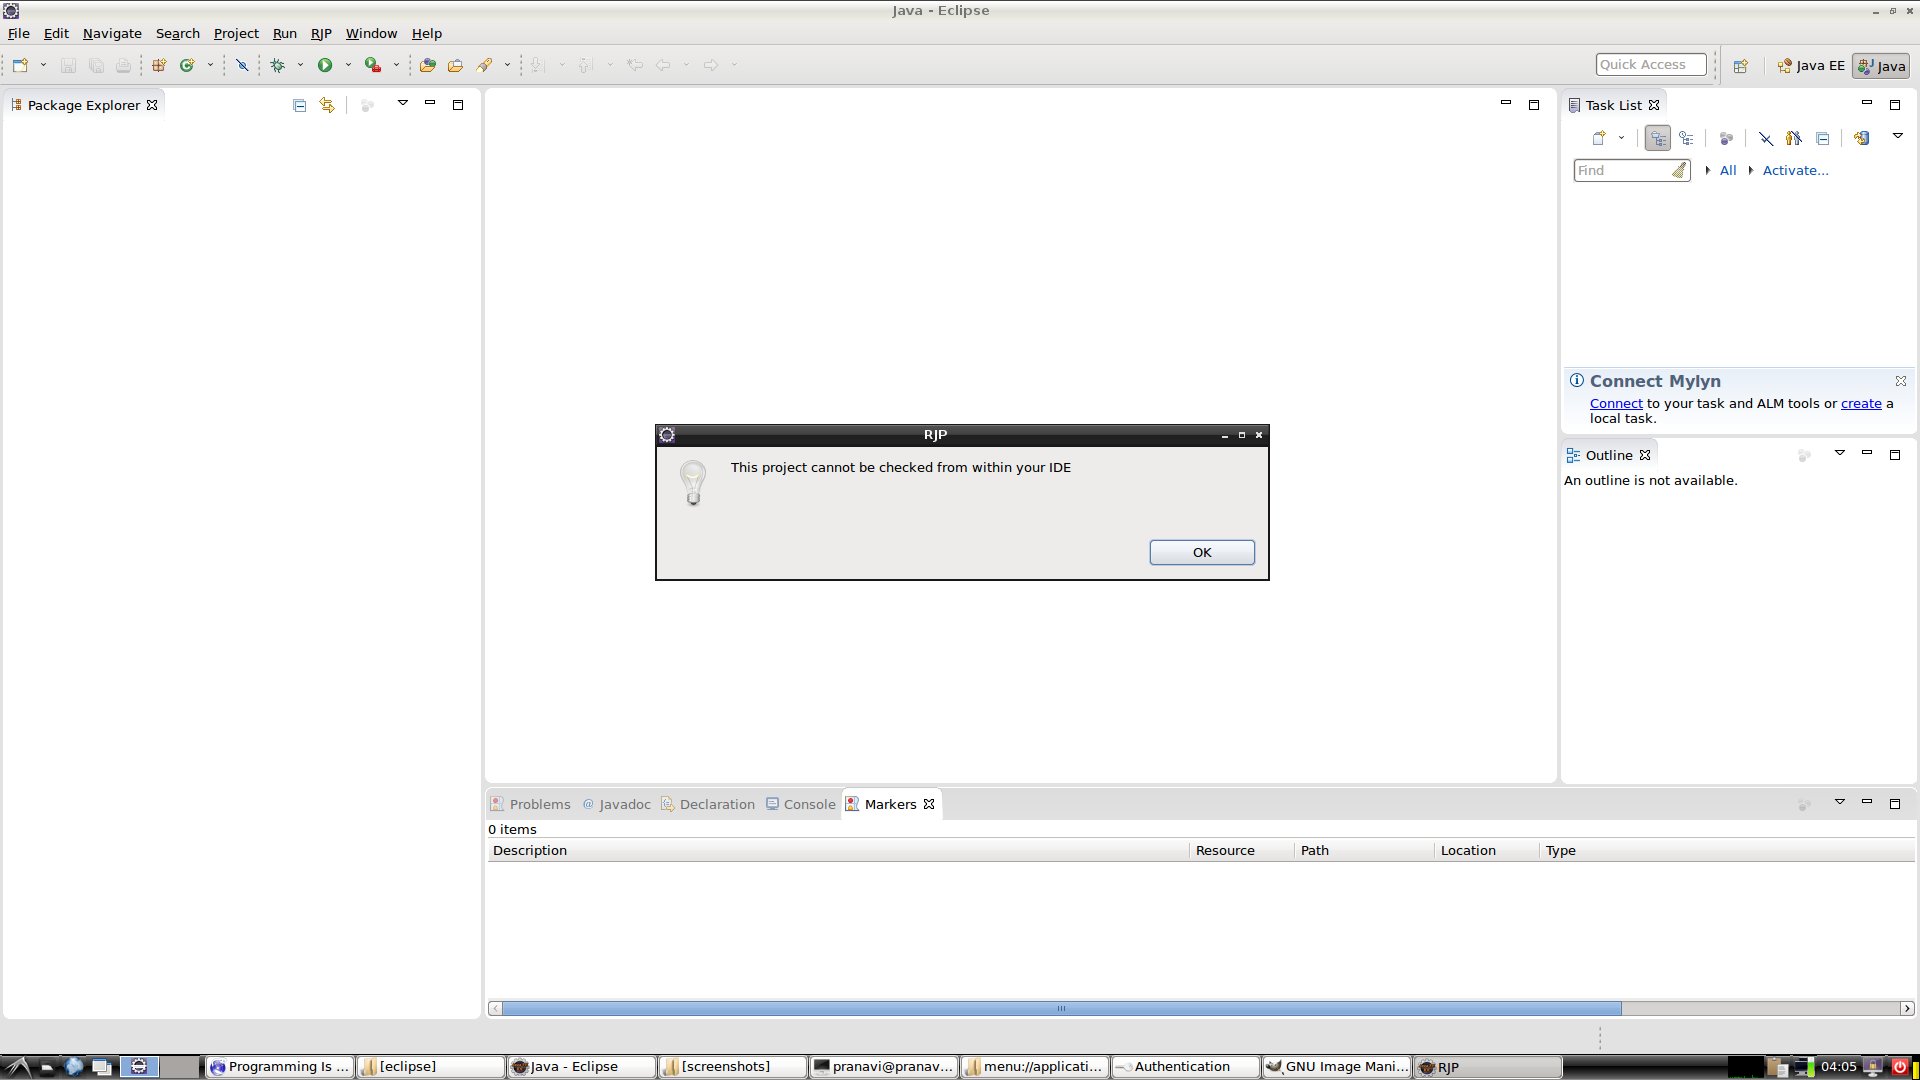 Java - Eclipse
File Edit Navigate Search Project Run RJP Window Help
Quick Access
Java EE
Java
Package Explorer
Task List
Find
All
Activate...
Connect Mylyn
Connect to your task and ALM tools or create a
local task.
RJP
This project cannot be checked from within your IDE
OK
Outline
An outline is not available.
Problems @ Javadoc Declaration Console Markers
0 items
Description Resource Path Location Type
Programming Is ... [eclipse] Java - Eclipse [screenshots] pranavi@pranav... menu://applicati... Authentication GNU Image Mani... RJP 04:05